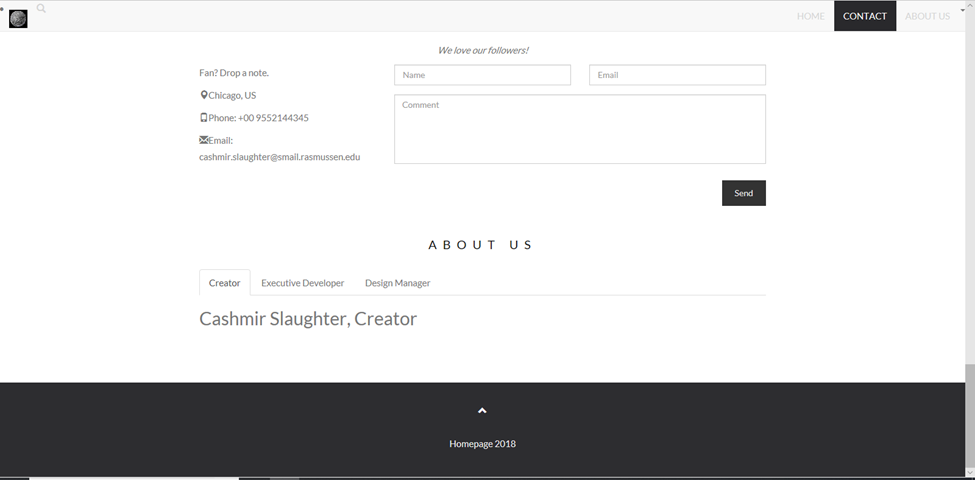 HOME CONTACT ABOUT US
We love our followers!
Fan? Drop a note.
Chicago, US
Phone: +00 9552144345
Email:
cashmir.slaughter@smail.rasmussen.edu
Name Email
Comment
Send
ABOUT US
Creator Executive Developer Design Manager
Cashmir Slaughter, Creator
Homepage 2018